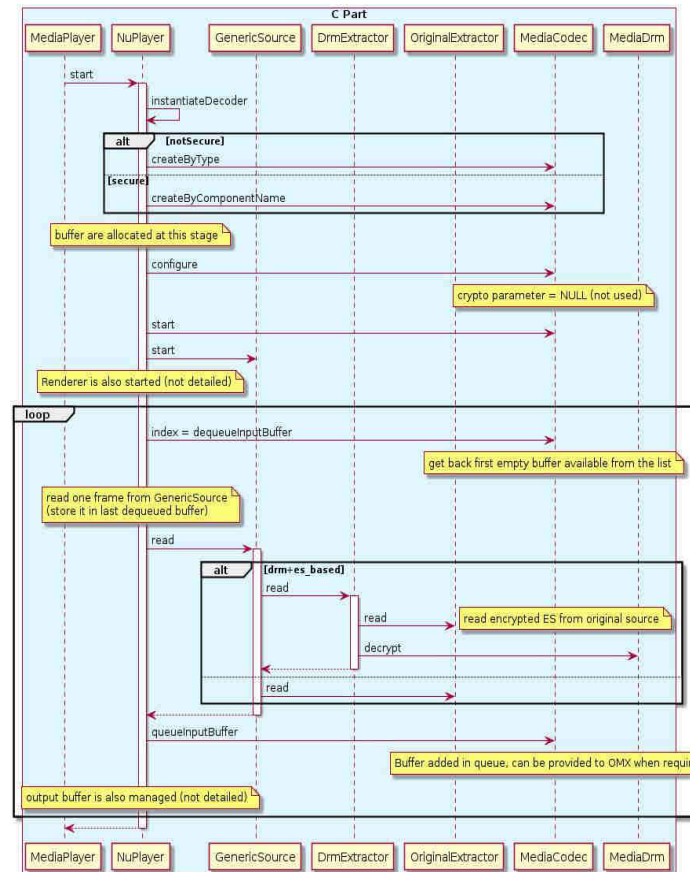 C Part
MediaPlayer NuPlayer GenericSource DrmExtractor OriginalExtractor MediaCodec MediaDrm
start
instantiateDecoder
alt [notSecure]
createByType
[secure]
createByComponentName
buffer are allocated at this stage
configure
crypto parameter = NULL (not used)
start
start
Renderer is also started (not detailed)
loop
index = dequeueInputBuffer
get back first empty buffer available from the list
read one frame from GenericSource
(store it in last dequeued buffer)
read
alt [drm+es_based]
read
read
read encrypted ES from original source
decrypt
read
queueInputBuffer
Buffer added in queue, can be provided to OMX when
output buffer is also managed (not detailed)
MediaPlayer NuPlayer GenericSource DrmExtractor OriginalExtractor MediaCodec MediaDrm